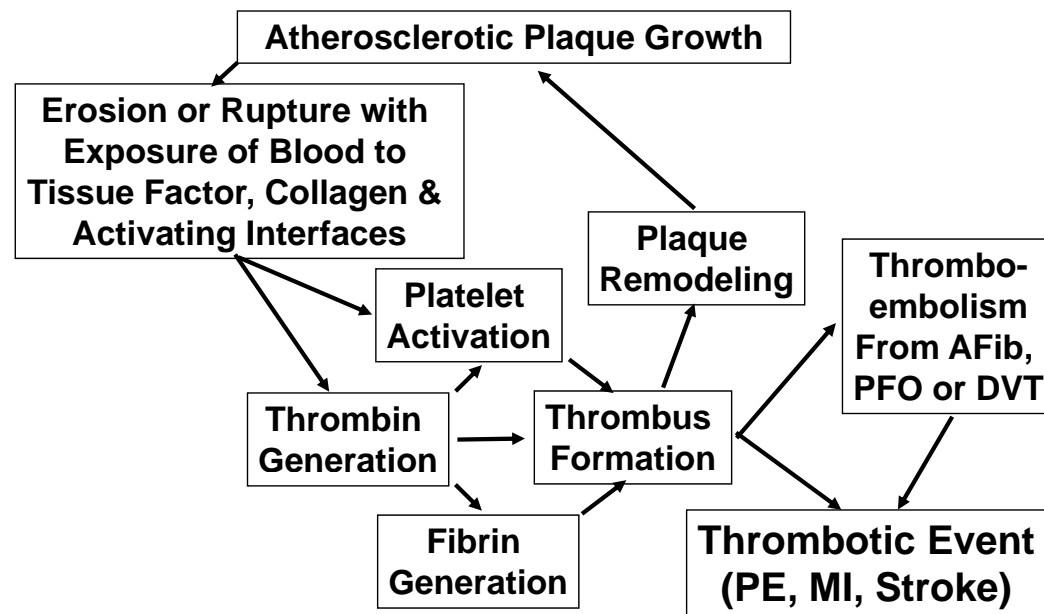 Atherosclerotic Plaque Growth
Erosion or Rupture with
Exposure of Blood to
Tissue Factor, Collagen &
Activating Interfaces
Plaque
Remodeling
Thrombo-
embolism
From AFib,
PFO or DVT
Platelet
Activation
Thrombin
Generation
Thrombus
Formation
Fibrin
Generation
Thrombotic Event
(PE, MI, Stroke)